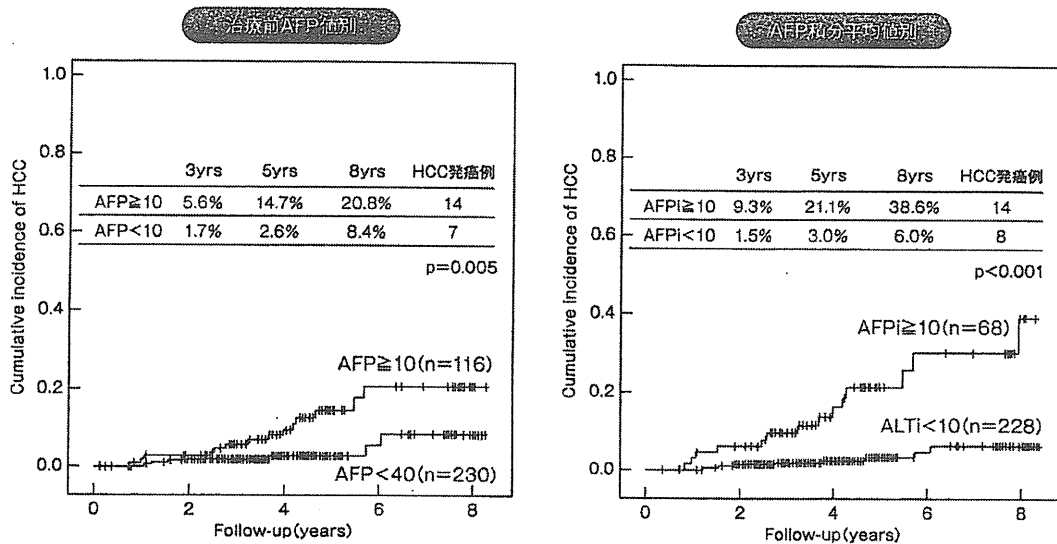 治療前AFP値別
Cumulative incidence of HCC
1.0
0.8
0.6
0.4
0.2
0.0
3yrs 5yrs 8yrs HCC発癌例
AFP≧10 5.6% 14.7% 20.8% 14
AFP<10 1.7% 2.6% 8.4% 7
p=0.005
AFP≧10(n=116)
AFP<40(n=230)
0 2 4 6 8
Follow-up(years)
AFP積分平均値別
Cumulative incidence of HCC
1.0
0.8
0.6
0.4
0.2
0.0
3yrs 5yrs 8yrs HCC発癌例
AFPi≧10 9.3% 21.1% 38.6% 14
AFPi<10 1.5% 3.0% 6.0% 8
p<0.001
AFPi≧10(n=68)
ALTi<10(n=228)
0 2 4 6 8
Follow-up(years)